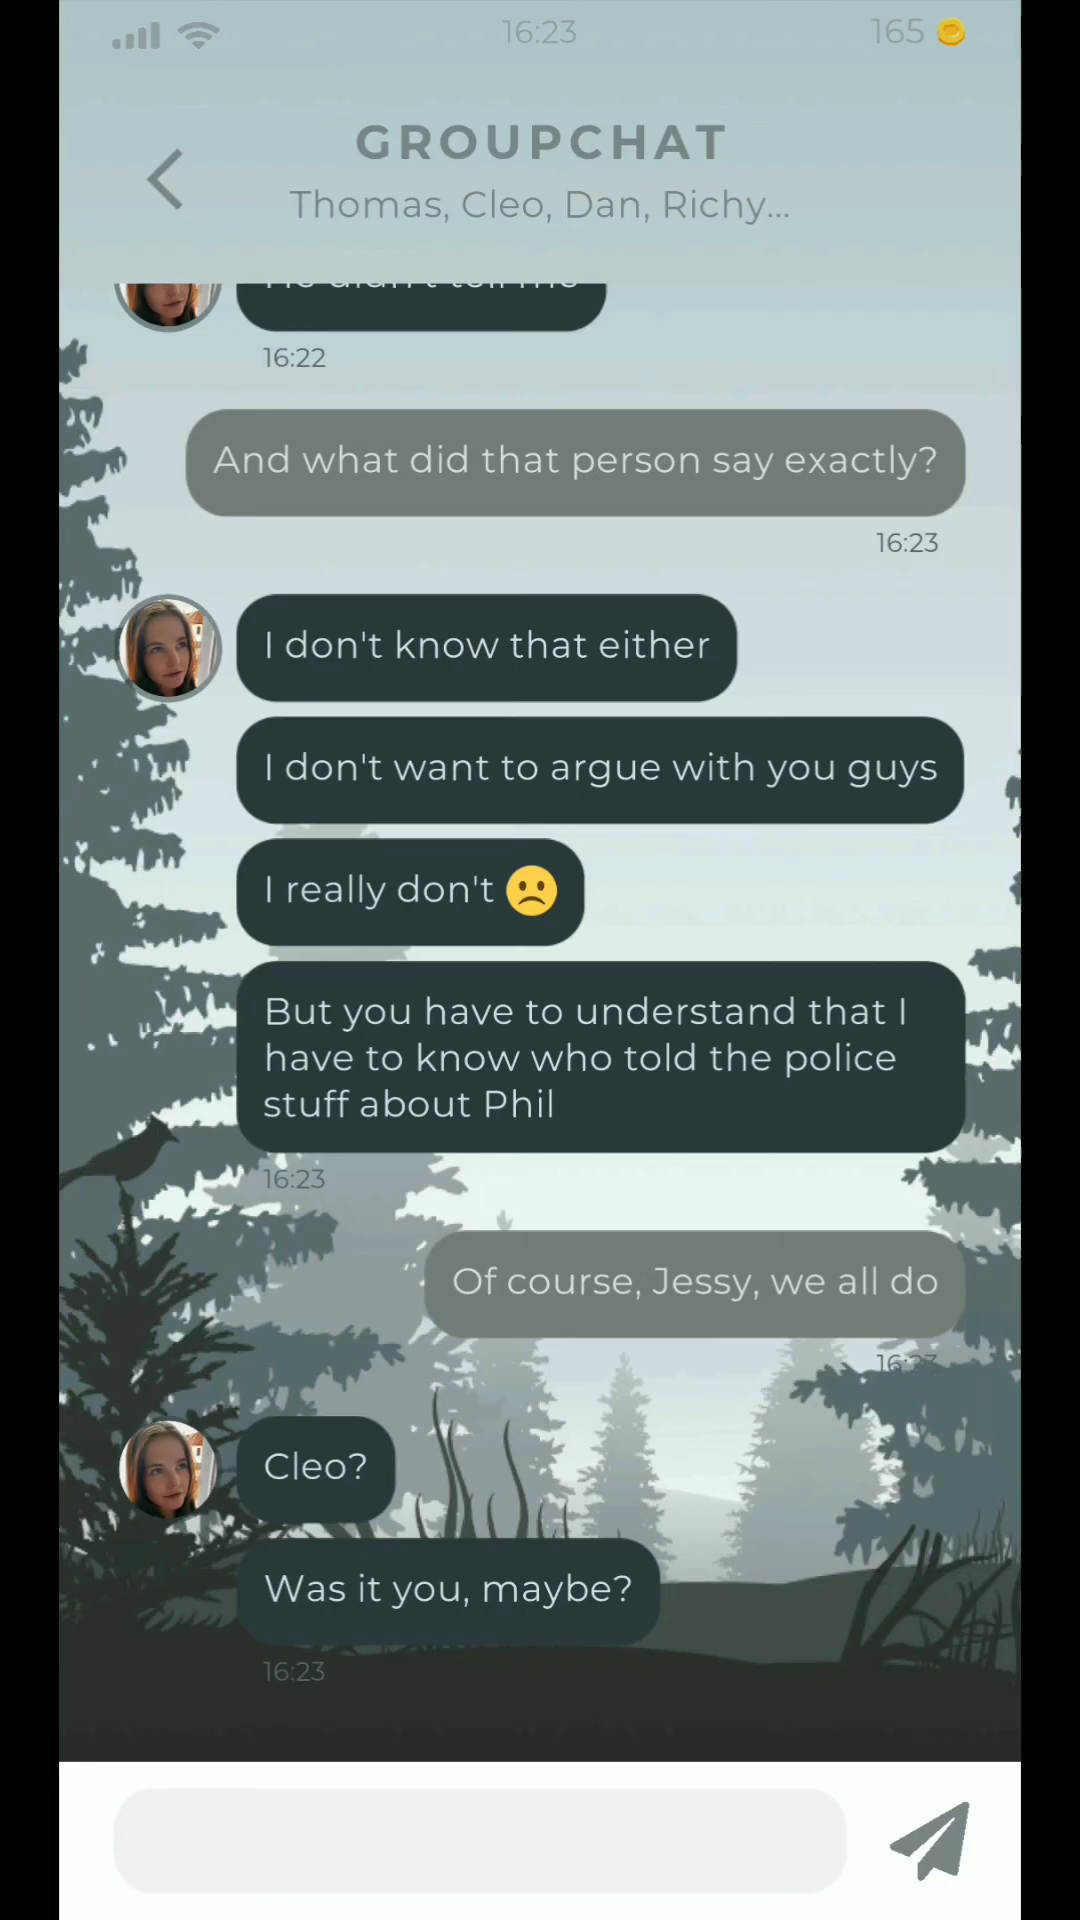 16:23
165
GROUPCHAT
Thomas, Cleo, Dan, Richy...
16:22
And what did that person say exactly?
16:23
I don't know that either
I don't want to argue with you guys
I really don't ☹️
But you have to understand that I
have to know who told the police
stuff about Phil
16:23
Of course, Jessy, we all do
16:23
Cleo?
Was it you, maybe?
16:23